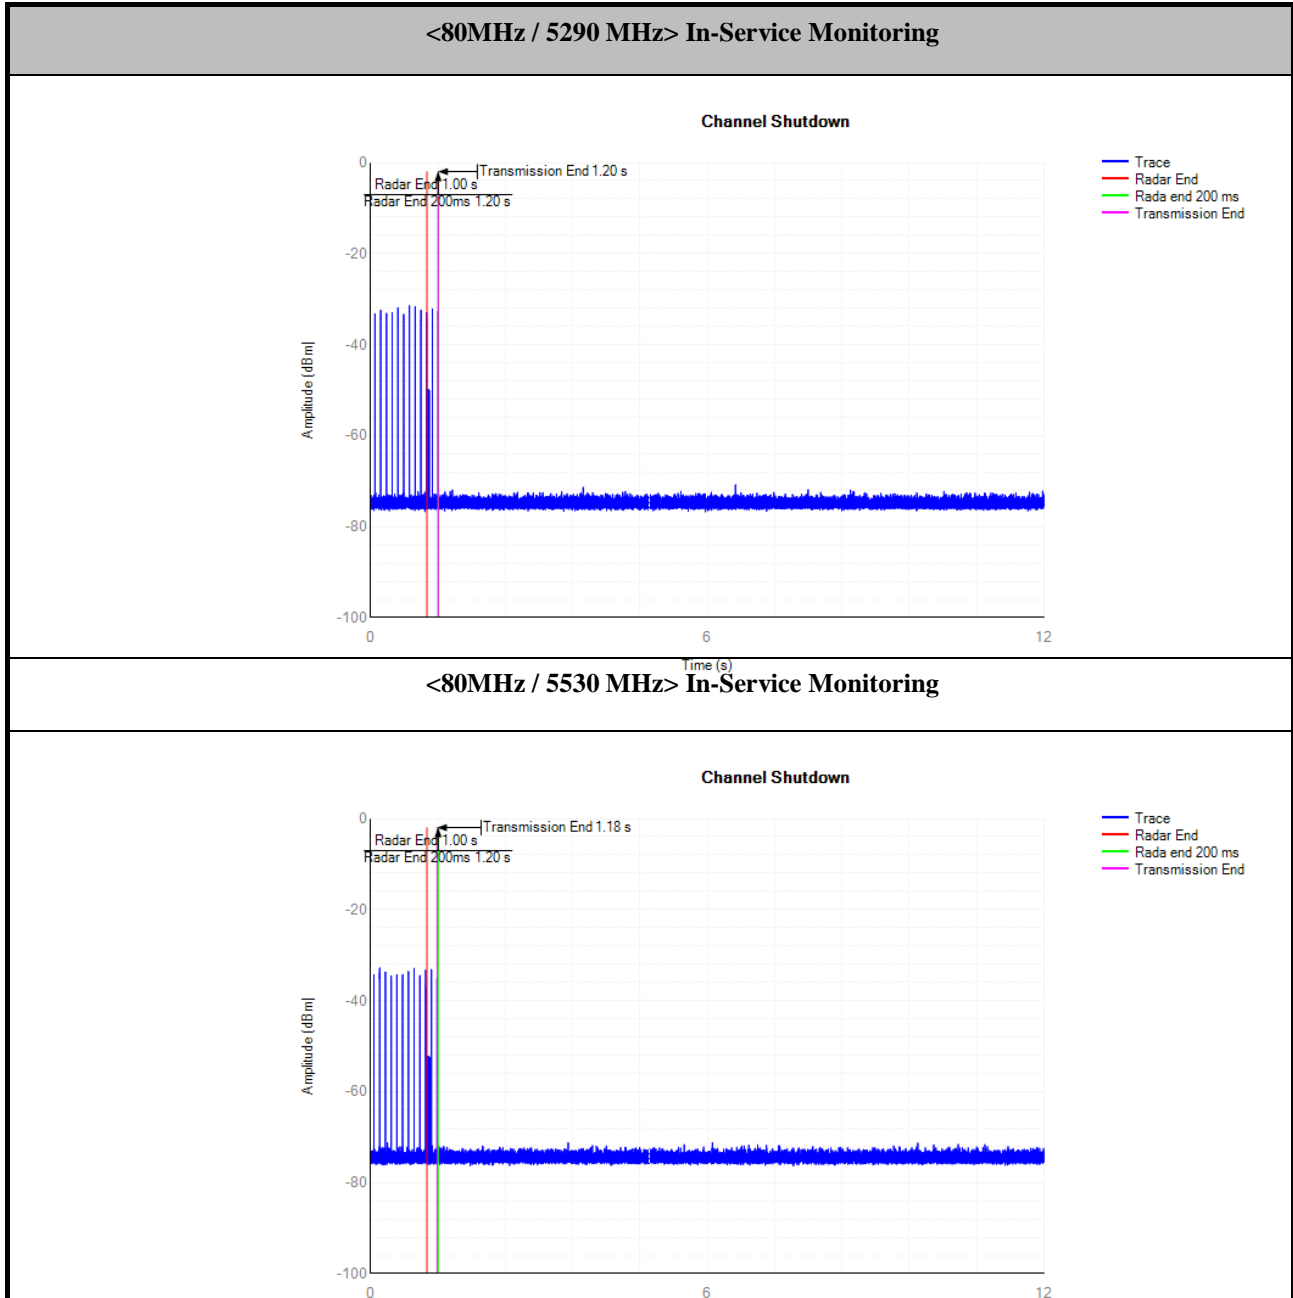 <80MHz / 5290 MHz> In-Service Monitoring
Channel Shutdown
Transmission End 1.20 s
Radar End 1.00 s
Radar End 200ms 1.20 s
Trace
Radar End
Rada end 200 ms
Transmission End
0
-20
-40
-60
-80
-100
Amplitude [dBm]
0
6
12
Time (s)
<80MHz / 5530 MHz> In-Service Monitoring
Channel Shutdown
Transmission End 1.18 s
Radar End 1.00 s
Radar End 200ms 1.20 s
Trace
Radar End
Rada end 200 ms
Transmission End
0
-20
-40
-60
-80
-100
Amplitude [dBm]
0
6
12